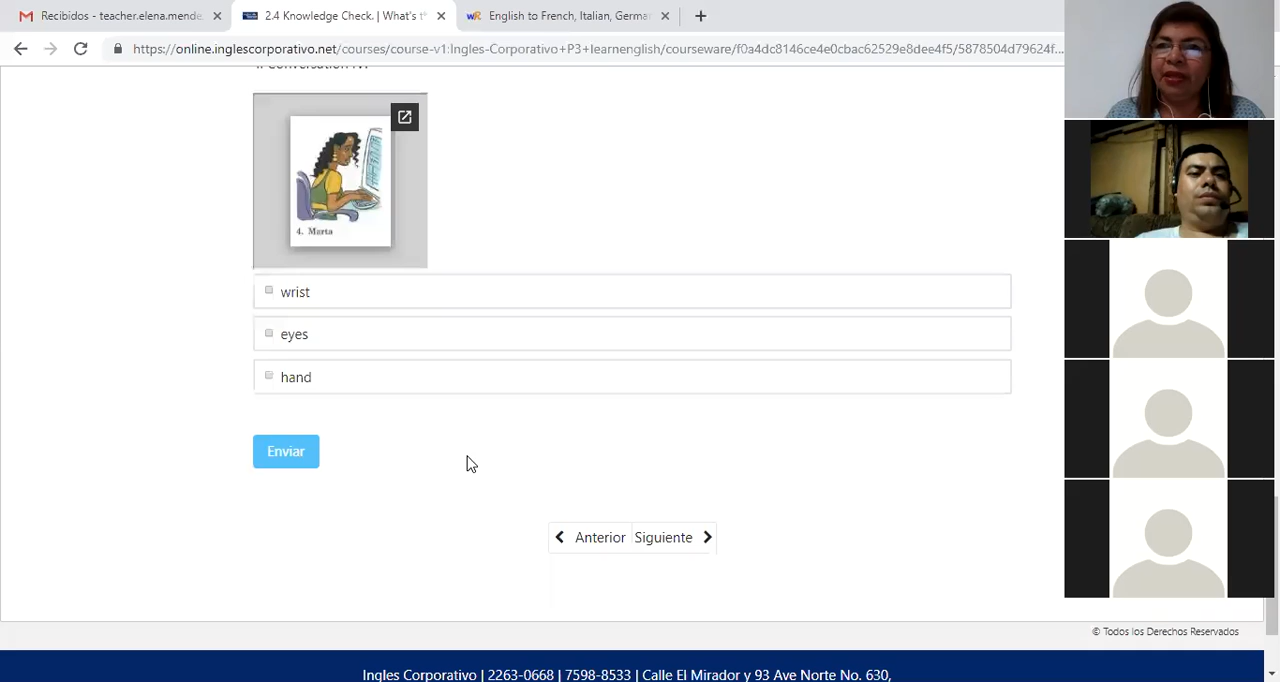 Recibidos - teacher.elena.mende
2.4 Knowledge Check. | What's t
English to French, Italian, Germa
https://online.inglescorporativo.net/courses/course-v1:Ingles-Corporativo+P3+learnenglish/courseware/f0a4dc8146ce4e0cbac62529e8dee4f5/5878504d79624f...
4. Marta
wrist
eyes
hand
Enviar
Anterior Siguiente
© Todos los Derechos Reservados
Ingles Corporativo | 2263-0668 | 7598-8533 | Calle El Mirador y 93 Ave Norte No. 630,